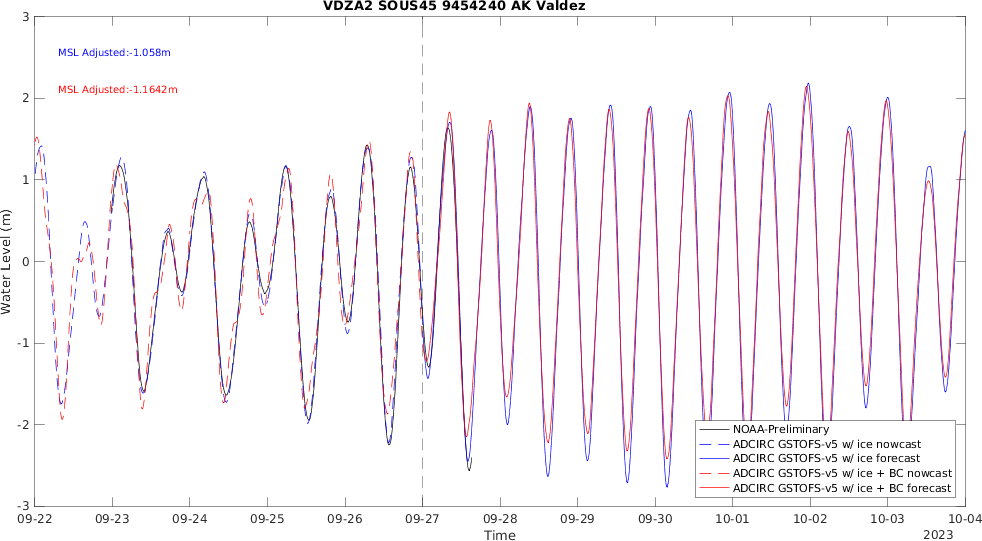 VDZA2 SOUS45 9454240 AK Valdez
MSL Adjusted:-1.058m
MSL Adjusted:-1.1642m
Water Level (m)
3
2
1
0
-1
-2
-3
NOAA-Preliminary
ADCIRC GSTOFS-v5 w/ ice nowcast
ADCIRC GSTOFS-v5 w/ ice forecast
ADCIRC GSTOFS-v5 w/ ice + BC nowcast
ADCIRC GSTOFS-v5 w/ ice + BC forecast
09-22 09-23 09-24 09-25 09-26 09-27 09-28 09-29 09-30 10-01 10-02 10-03 10-04
Time
2023